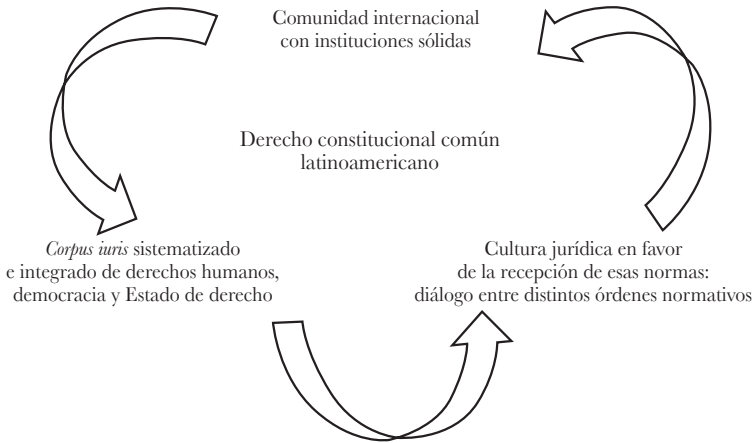 Comunidad internacional
con instituciones sólidas
Derecho constitucional común
latinoamericano
Corpus iuris sistematizado
e integrado de derechos humanos,
democracia y Estado de derecho
Cultura jurídica en favor
de la recepción de esas normas:
diálogo entre distintos órdenes normativos